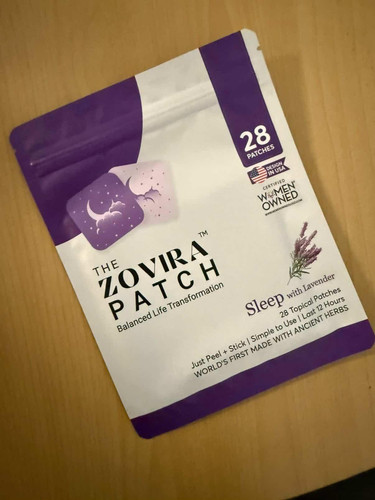 28
PATCHES
DESIGN
IN USA
CERTIFIED
WOMEN
OWNED
THE
ZOVIRA™
PATCH
Balanced Life Transformation
Sleep with Lavender
28 Topical Patches
Just Peel + Stick | Simple to Use | Last 12 Hours
WORLD'S FIRST MADE WITH ANCIENT HERBS